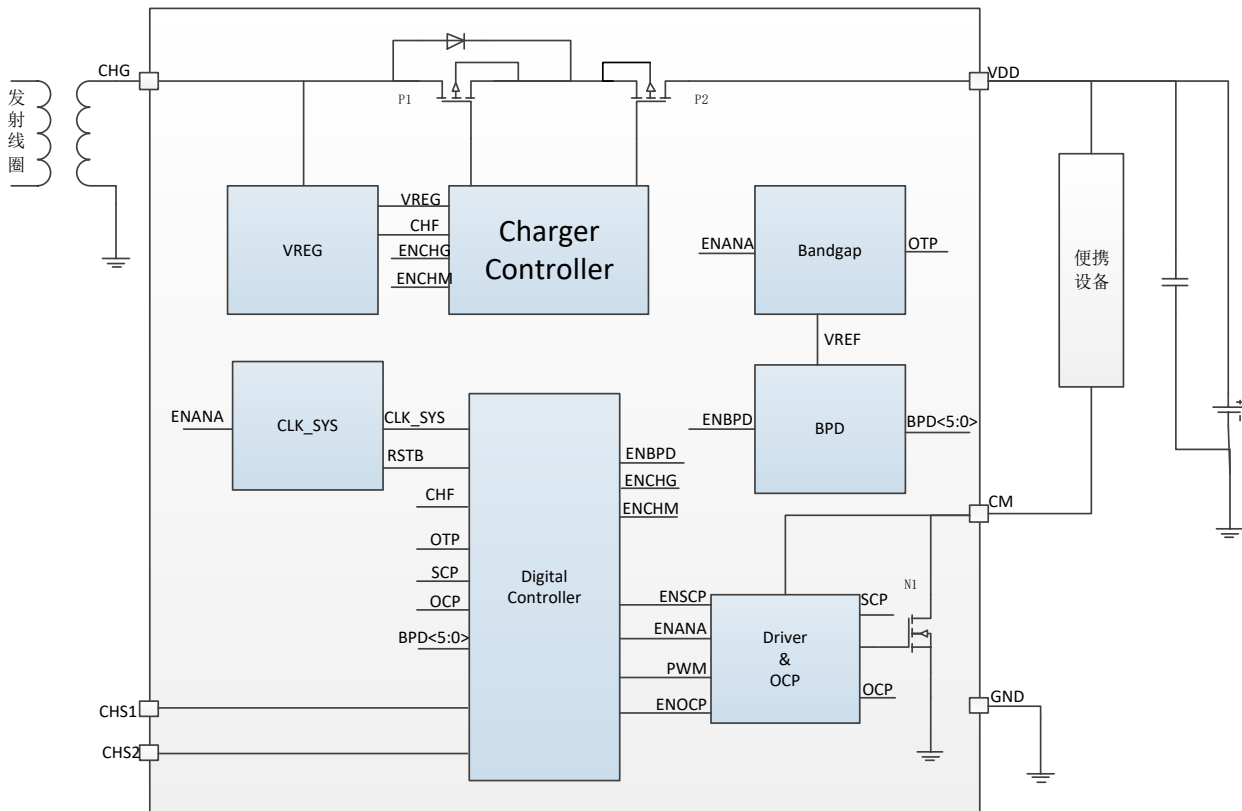 发
射
线
圈
CHG
P1
P2
VDD
VREG
VREG
CHF
ENCHG
ENCHM
Charger
Controller
ENANA
Bandgap
OTP
VREF
便携
设备
+
-
ENANA
CLK_SYS
CLK_SYS
RSTB
ENBPD
BPD
BPD<5:0>
CHF
OTP
SCP
OCP
BPD<5:0>
Digital
Controller
ENBPD
ENCHG
ENCHM
ENSCP
ENANA
PWM
ENOCP
Driver
&
OCP
SCP
OCP
N1
CM
GND
CHS1
CHS2